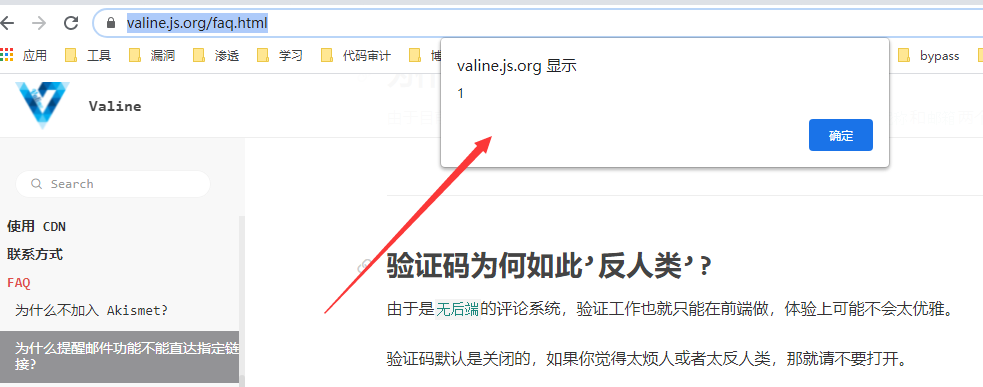 valine.js.org/faq.html
应用 工具 漏洞 渗透 学习 代码审计 bypass
valine.js.org 显示
1
确定
Valine
Search
使用 CDN
联系方式
FAQ
为什么不加入 Akismet?
为什么提醒邮件功能不能直达指定链
接?
验证码为何如此’反人类’?
由于是无后端的评论系统，验证工作也就只能在前端做，体验上可能不会太优雅。
验证码默认是关闭的，如果你觉得太烦人或者太反人类，那就请不要打开。